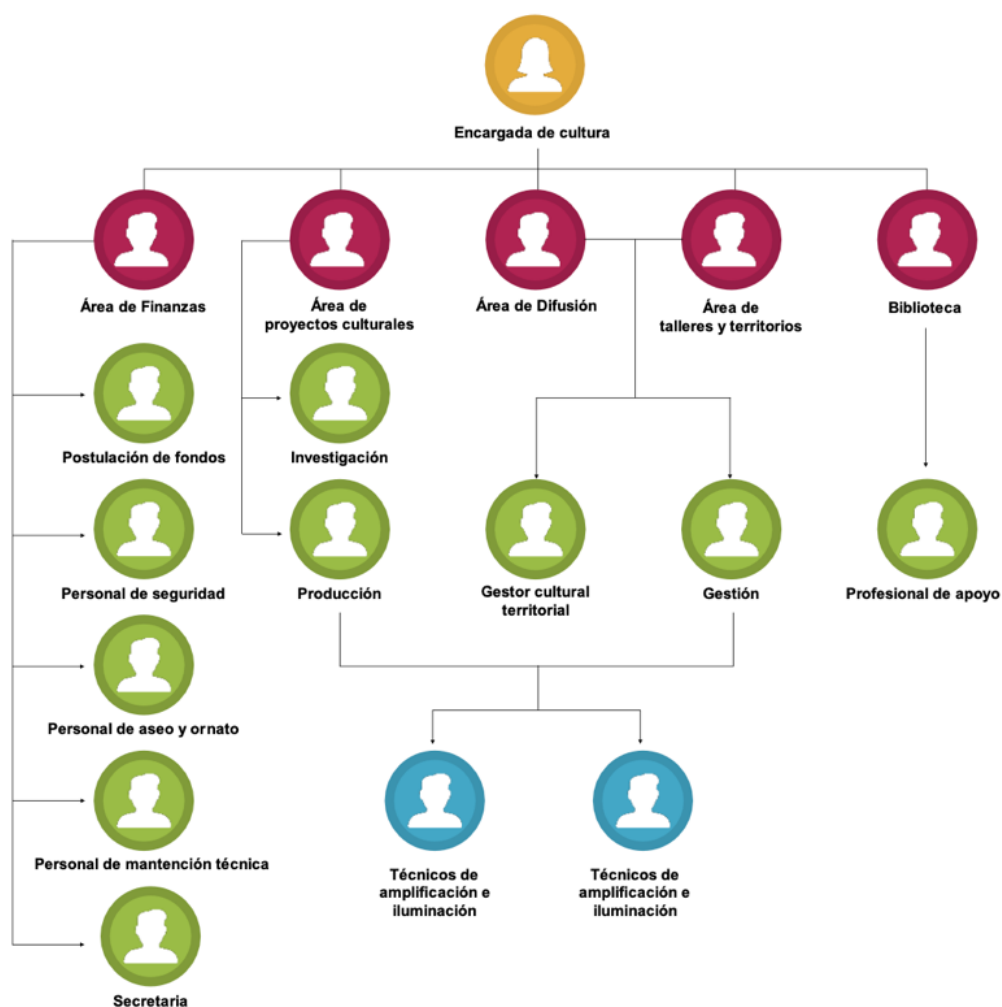 Encargada de cultura
Área de Finanzas
Área de
proyectos culturales
Área de Difusión
Área de
talleres y territorios
Biblioteca
Postulación de fondos
Investigación
Personal de seguridad
Producción
Gestor cultural
territorial
Gestión
Profesional de apoyo
Personal de aseo y ornato
Personal de mantención técnica
Técnicos de
amplificación e
iluminación
Técnicos de
amplificación e
iluminación
Secretaria